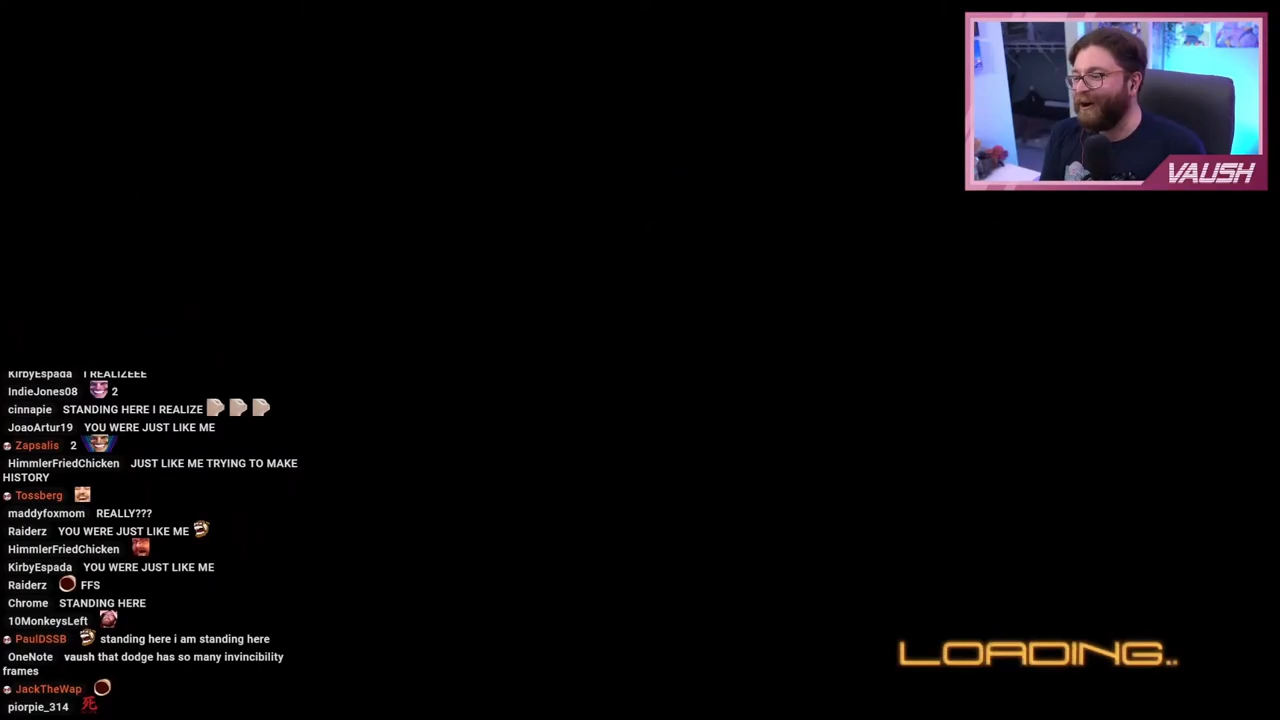 VAUSH
KirbyEspada I REALIZEEE
IndieJones08 2
cinnapie STANDING HERE I REALIZE
JoaoArtur19 YOU WERE JUST LIKE ME
Zapsalis 2
HimmlerFriedChicken JUST LIKE ME TRYING TO MAKE
HISTORY
Tossberg
maddyfoxmom REALLY???
Raiderz YOU WERE JUST LIKE ME
HimmlerFriedChicken
KirbyEspada YOU WERE JUST LIKE ME
Raiderz FFS
Chrome STANDING HERE
10MonkeysLeft
PaulDSSB standing here i am standing here
OneNote vaush that dodge has so many invincibility
frames
JackTheWap
piorpie_314 死
LOADING..